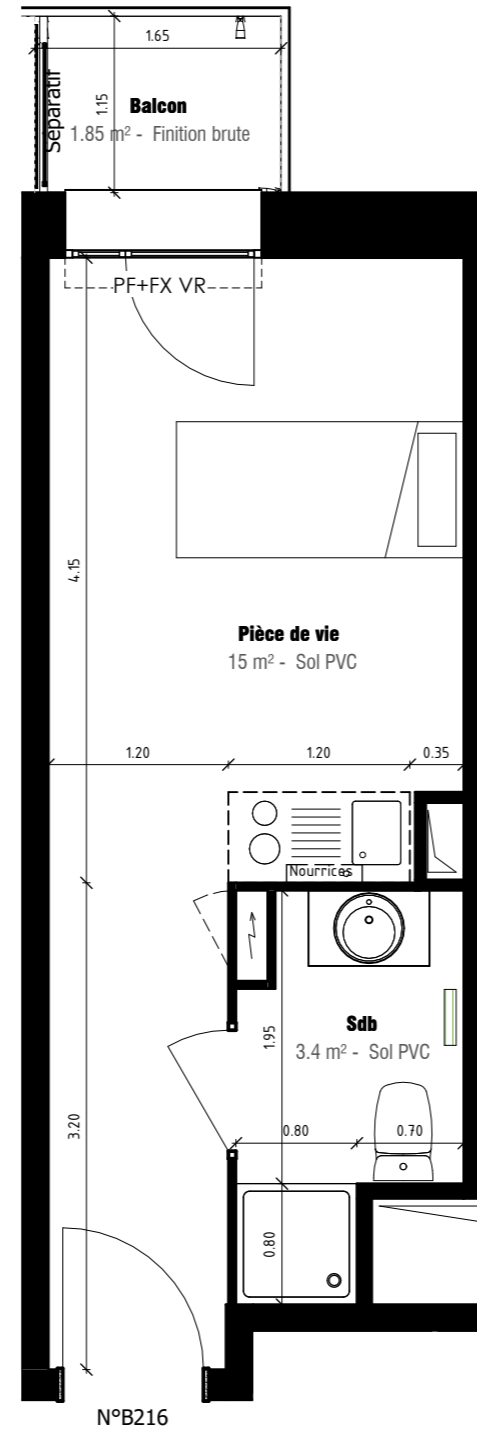 1.65
Séparatif
1.15
Balcon
1.85 m² - Finition brute
PF+FX VR
4.15
Pièce de vie
15 m² - Sol PVC
1.20
1.20
0.35
Nourrices
1.95
Sdb
3.4 m² - Sol PVC
3.20
0.80
0.70
0.80
N°B216